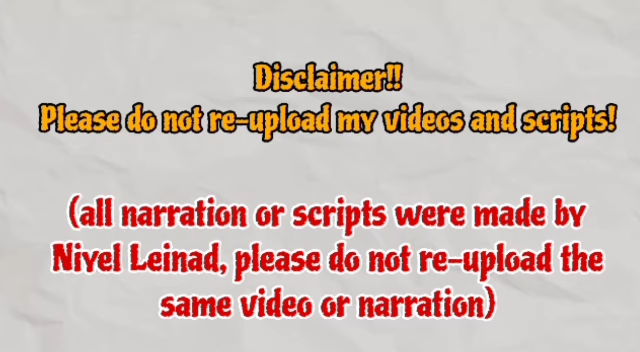 Disclaimer!!
Please do not re-upload my videos and scripts!
(all narration or scripts were made by
Nivel Leinad, please do not re-upload the
same video or narration)